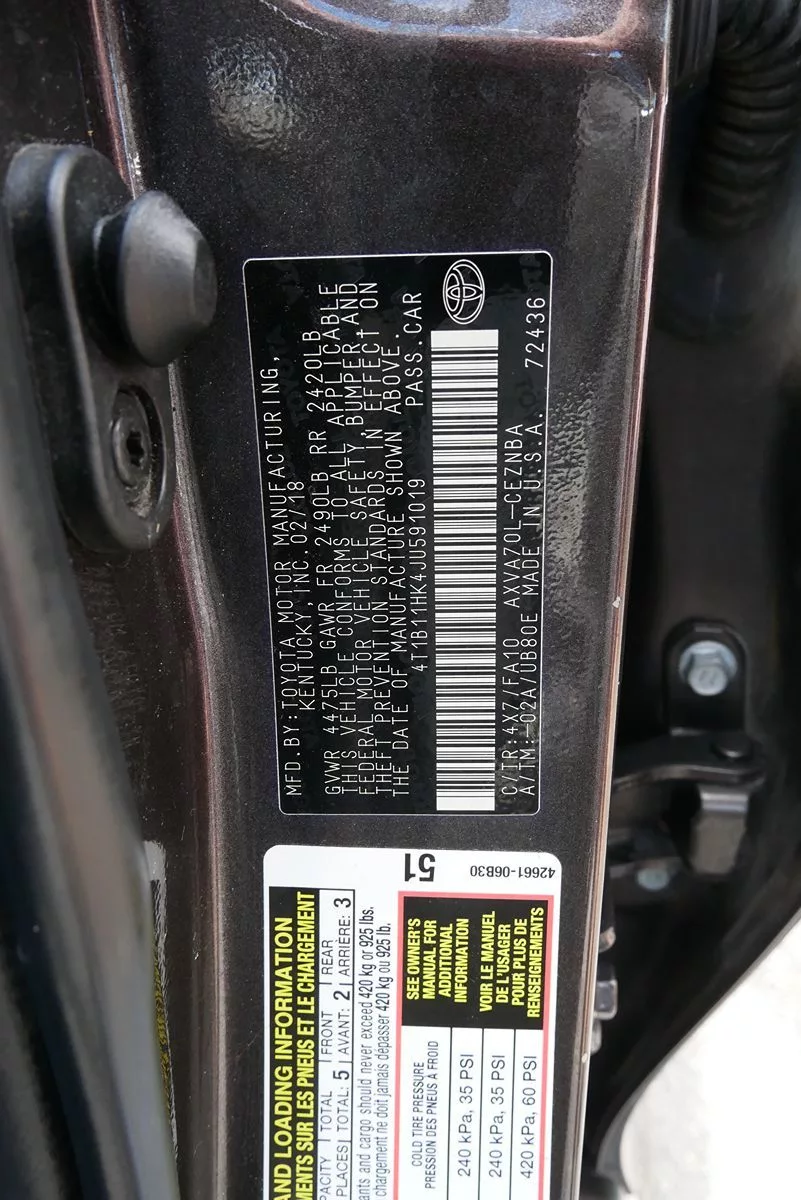 MFD.BY:TOYOTA MOTOR MANUFACTURING,
KENTUCKY, INC. 02/18
GVWR 4475LB GAWR FR 2490LB RR 2420LB
THIS VEHICLE CONFORMS TO ALL APPLICABLE
FEDERAL MOTOR VEHICLE SAFETY, BUMPER, AND
THEFT PREVENTION STANDARDS IN EFFECT ON
THE DATE OF MANUFACTURE SHOWN ABOVE.
4T1B11HK4JU591019 PASS.CAR
C/TR:4X7/FA10 AXVA70L-CEZNBA
A/TM:-02A/UB80E MADE IN U.S.A. 72436
AND LOADING INFORMATION
SUR LES PNEUS ET LE CHARGEMENT
TOTAL FRONT REAR
PLACES TOTAL: 5 AVANT: 2 ARRIÈRE: 3
and cargo should never exceed 420 kg or 925 lbs.
chargement ne doit jamais dépasser 420 kg ou 925 lb.
COLD TIRE PRESSURE
PRESSION DES PNEUS À FROID
240 kPa, 35 PSI
240 kPa, 35 PSI
420 kPa, 60 PSI
SEE OWNER'S
MANUAL FOR
ADDITIONAL
INFORMATION
VOIR LE MANUEL
DE L'USAGER
POUR PLUS DE
RENSEIGNEMENTS
51
42661-06B30